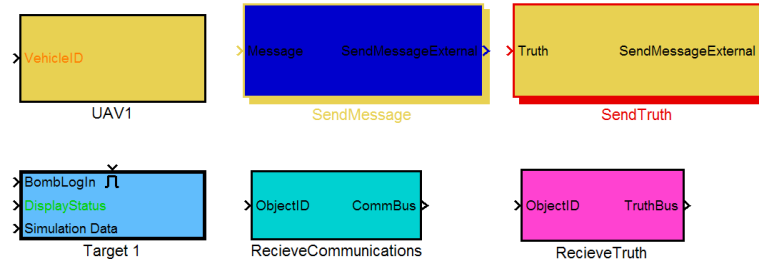 VehicleID
UAV1
Message SendMessageExternal
SendMessage
Truth SendMessageExternal
SendTruth
BombLogIn
DisplayStatus
Simulation Data
Target 1
ObjectID CommBus
RecieveCommunications
ObjectID TruthBus
RecieveTruth